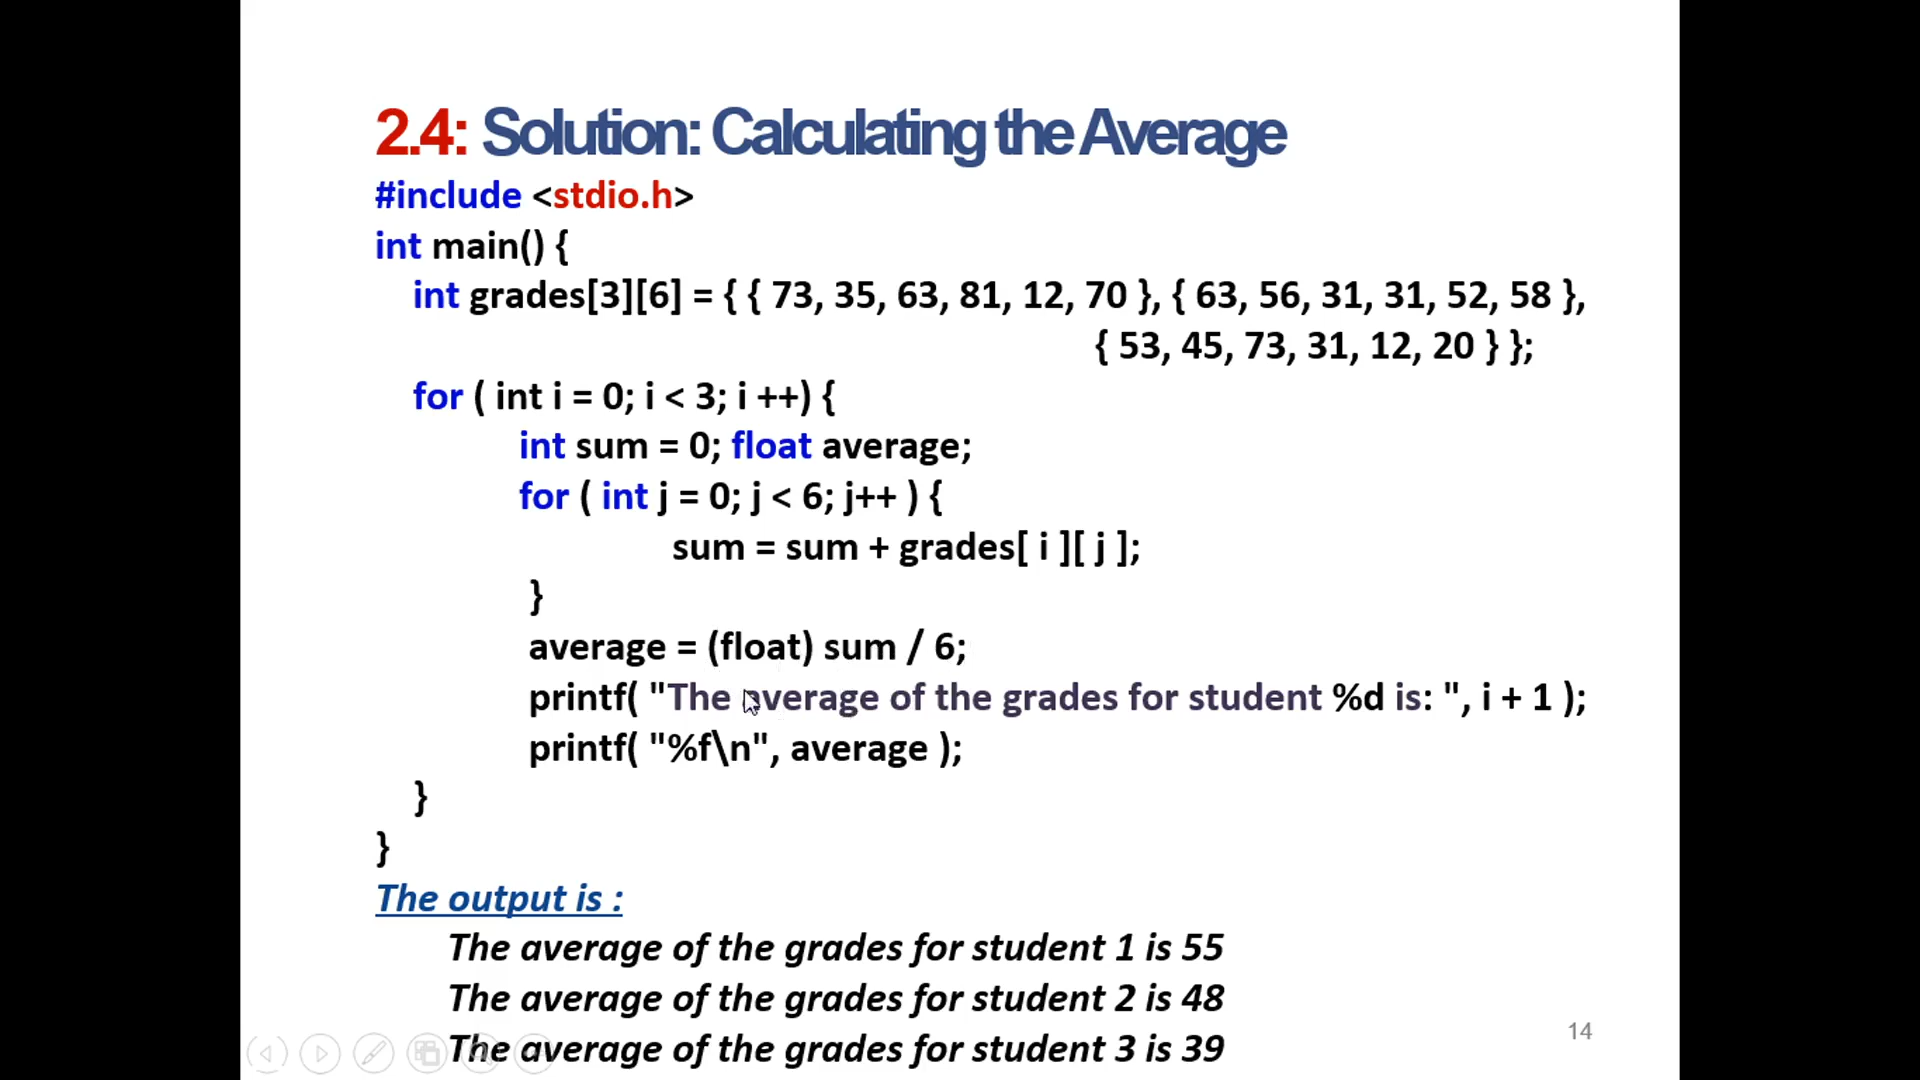 2.4: Solution: Calculating the Average
#include <stdio.h>
int main() {
int grades[3][6] = { { 73, 35, 63, 81, 12, 70 }, { 63, 56, 31, 31, 52, 58 },
{ 53, 45, 73, 31, 12, 20 } };
for ( int i = 0; i < 3; i ++) {
int sum = 0; float average;
for ( int j = 0; j < 6; j++ ) {
sum = sum + grades[ i ][ j ];
}
average = (float) sum / 6;
printf( "The average of the grades for student %d is: ", i + 1 );
printf( "%f\n", average );
}
}
The output is :
The average of the grades for student 1 is 55
The average of the grades for student 2 is 48
The average of the grades for student 3 is 39
14